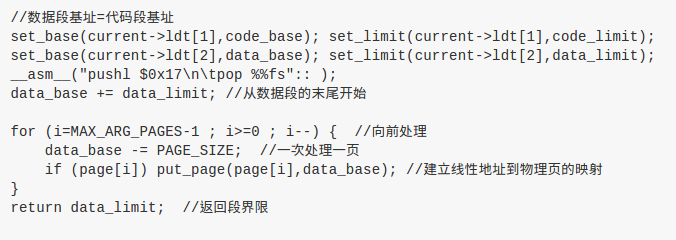 //数据段基址=代码段基址
set_base(current->ldt[1],code_base); set_limit(current->ldt[1],code_limit);
set_base(current->ldt[2],data_base); set_limit(current->ldt[2],data_limit);
__asm__("pushl $0x17\n\tpop %%fs":: );
data_base += data_limit; //从数据段的末尾开始
for (i=MAX_ARG_PAGES-1 ; i>=0 ; i--) {  //向前处理
    data_base -= PAGE_SIZE;  //一次处理一页
    if (page[i]) put_page(page[i],data_base); //建立线性地址到物理页的映射
}
return data_limit;  //返回段界限